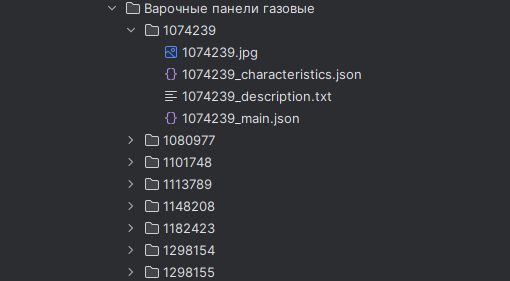 Варочные панели газовые
1074239
1074239.jpg
1074239_characteristics.json
1074239_description.txt
1074239_main.json
1080977
1101748
1113789
1148208
1182423
1298154
1298155